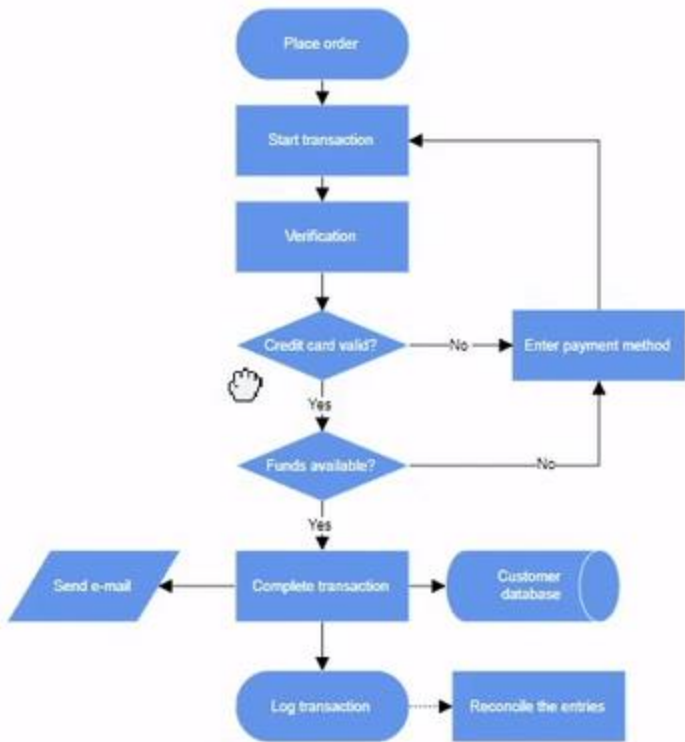 Place order
Start transaction
Verification
Credit card valid?
No
Enter payment method
Yes
Funds available?
No
Yes
Send e-mail
Complete transaction
Customer
database
Log transaction
Reconcile the entries